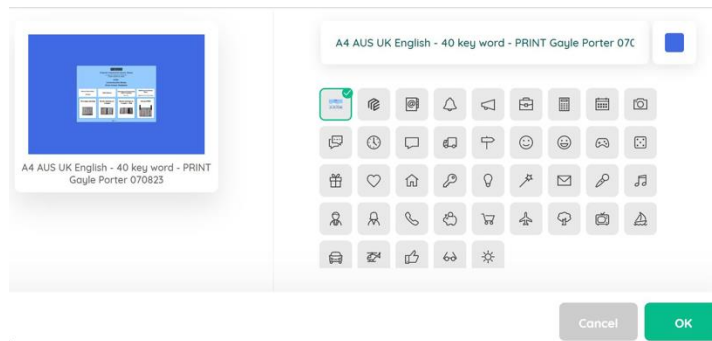 A4 AUS UK English - 40 key word - PRINT
Gayle Porter 070823
A4 AUS UK English - 40 key word - PRINT Gayle Porter 070
Cancel
OK